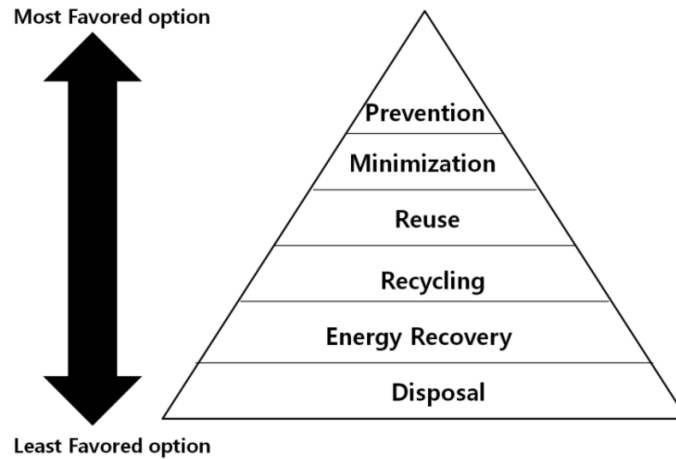 Most Favored option
Prevention
Minimization
Reuse
Recycling
Energy Recovery
Disposal
Least Favored option